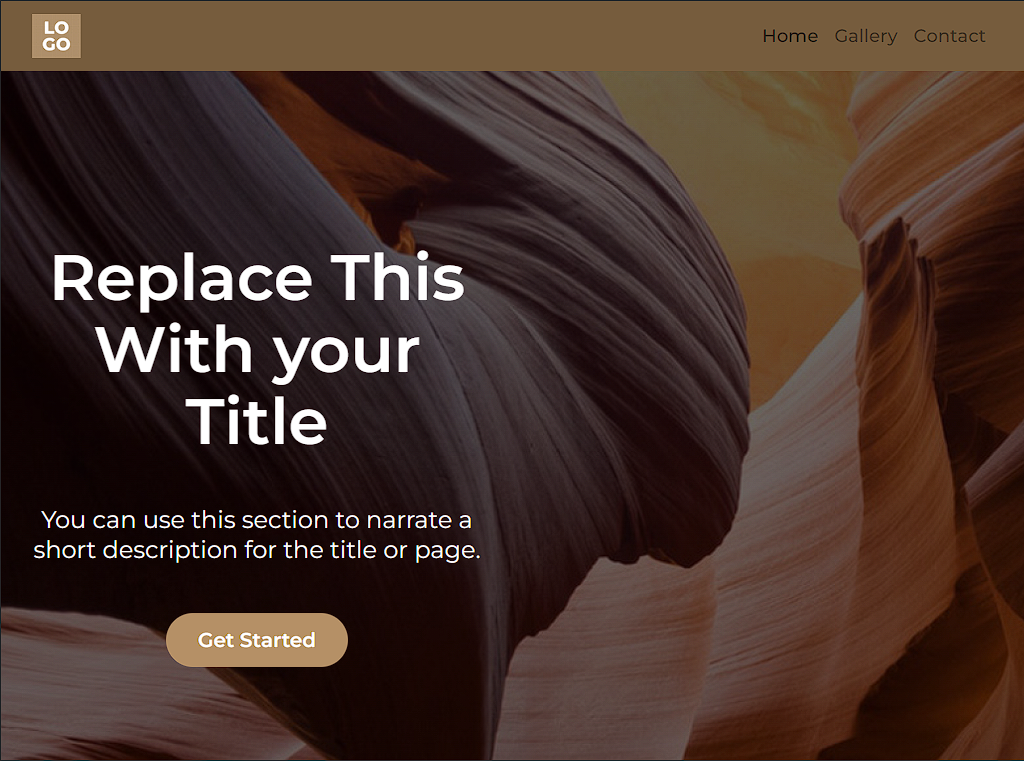 LO
GO
Home Gallery Contact
Replace This
With your
Title
You can use this section to narrate a
short description for the title or page.
Get Started